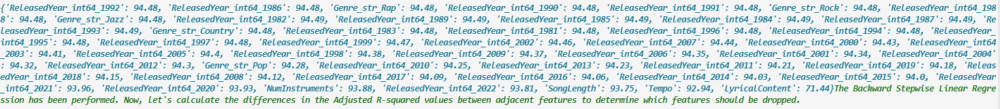 {'ReleasedYear_int64_1992': 94.48, 'ReleasedYear_int64_1986': 94.48, 'Genre_str_Rap': 94.48, 'ReleasedYear_int64_1990': 94.48, 'ReleasedYear_int64_1991': 94.48, 'Genre_str_Rock': 94.48, 'ReleasedYear_int64_198
8': 94.48, 'Genre_str_Jazz': 94.48, 'ReleasedYear_int64_1982': 94.49, 'ReleasedYear_int64_1989': 94.49, 'ReleasedYear_int64_1985': 94.49, 'ReleasedYear_int64_1984': 94.49, 'ReleasedYear_int64_1987': 94.49, 'Re
leasedYear_int64_1993': 94.49, 'Genre_str_Country': 94.48, 'ReleasedYear_int64_1983': 94.48, 'ReleasedYear_int64_1981': 94.48, 'ReleasedYear_int64_1996': 94.48, 'ReleasedYear_int64_1994': 94.48, 'ReleasedYear_
int64_1995': 94.48, 'ReleasedYear_int64_1997': 94.48, 'ReleasedYear_int64_1999': 94.47, 'ReleasedYear_int64_2002': 94.46, 'ReleasedYear_int64_2007': 94.44, 'ReleasedYear_int64_2000': 94.43, 'ReleasedYear_int64
_2003': 94.41, 'ReleasedYear_int64_2005': 94.4, 'ReleasedYear_int64_1998': 94.38, 'ReleasedYear_int64_2009': 94.37, 'ReleasedYear_int64_2006': 94.35, 'ReleasedYear_int64_2001': 94.34, 'ReleasedYear_int64_2004'
: 94.32, 'ReleasedYear_int64_2012': 94.3, 'Genre_str_Pop': 94.28, 'ReleasedYear_int64_2010': 94.25, 'ReleasedYear_int64_2013': 94.23, 'ReleasedYear_int64_2011': 94.21, 'ReleasedYear_int64_2019': 94.18, 'Releas
edYear_int64_2018': 94.15, 'ReleasedYear_int64_2008': 94.12, 'ReleasedYear_int64_2017': 94.09, 'ReleasedYear_int64_2016': 94.06, 'ReleasedYear_int64_2014': 94.03, 'ReleasedYear_int64_2015': 94.0, 'ReleasedYear
_int64_2021': 93.96, 'ReleasedYear_int64_2020': 93.93, 'NumInstruments': 93.88, 'ReleasedYear_int64_2022': 93.81, 'SongLength': 93.75, 'Tempo': 92.94, 'LyricalContent': 71.44}The Backward Stepwise Linear Regre
ssion has been performed. Now, let's calculate the differences in the Adjusted R-squared values between adjacent features to determine which features should be dropped.